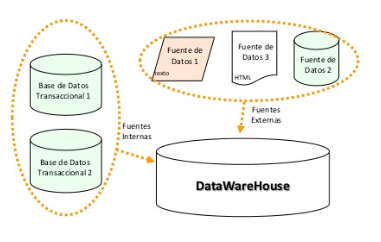 Fuente de
Datos 1
texto
Fuente de
Datos 3
HTML
Fuente de
Datos 2
Base de Datos
Transaccional 1
Fuentes
Internas
Fuentes
Externas
Base de Datos
Transaccional 2
DataWareHouse